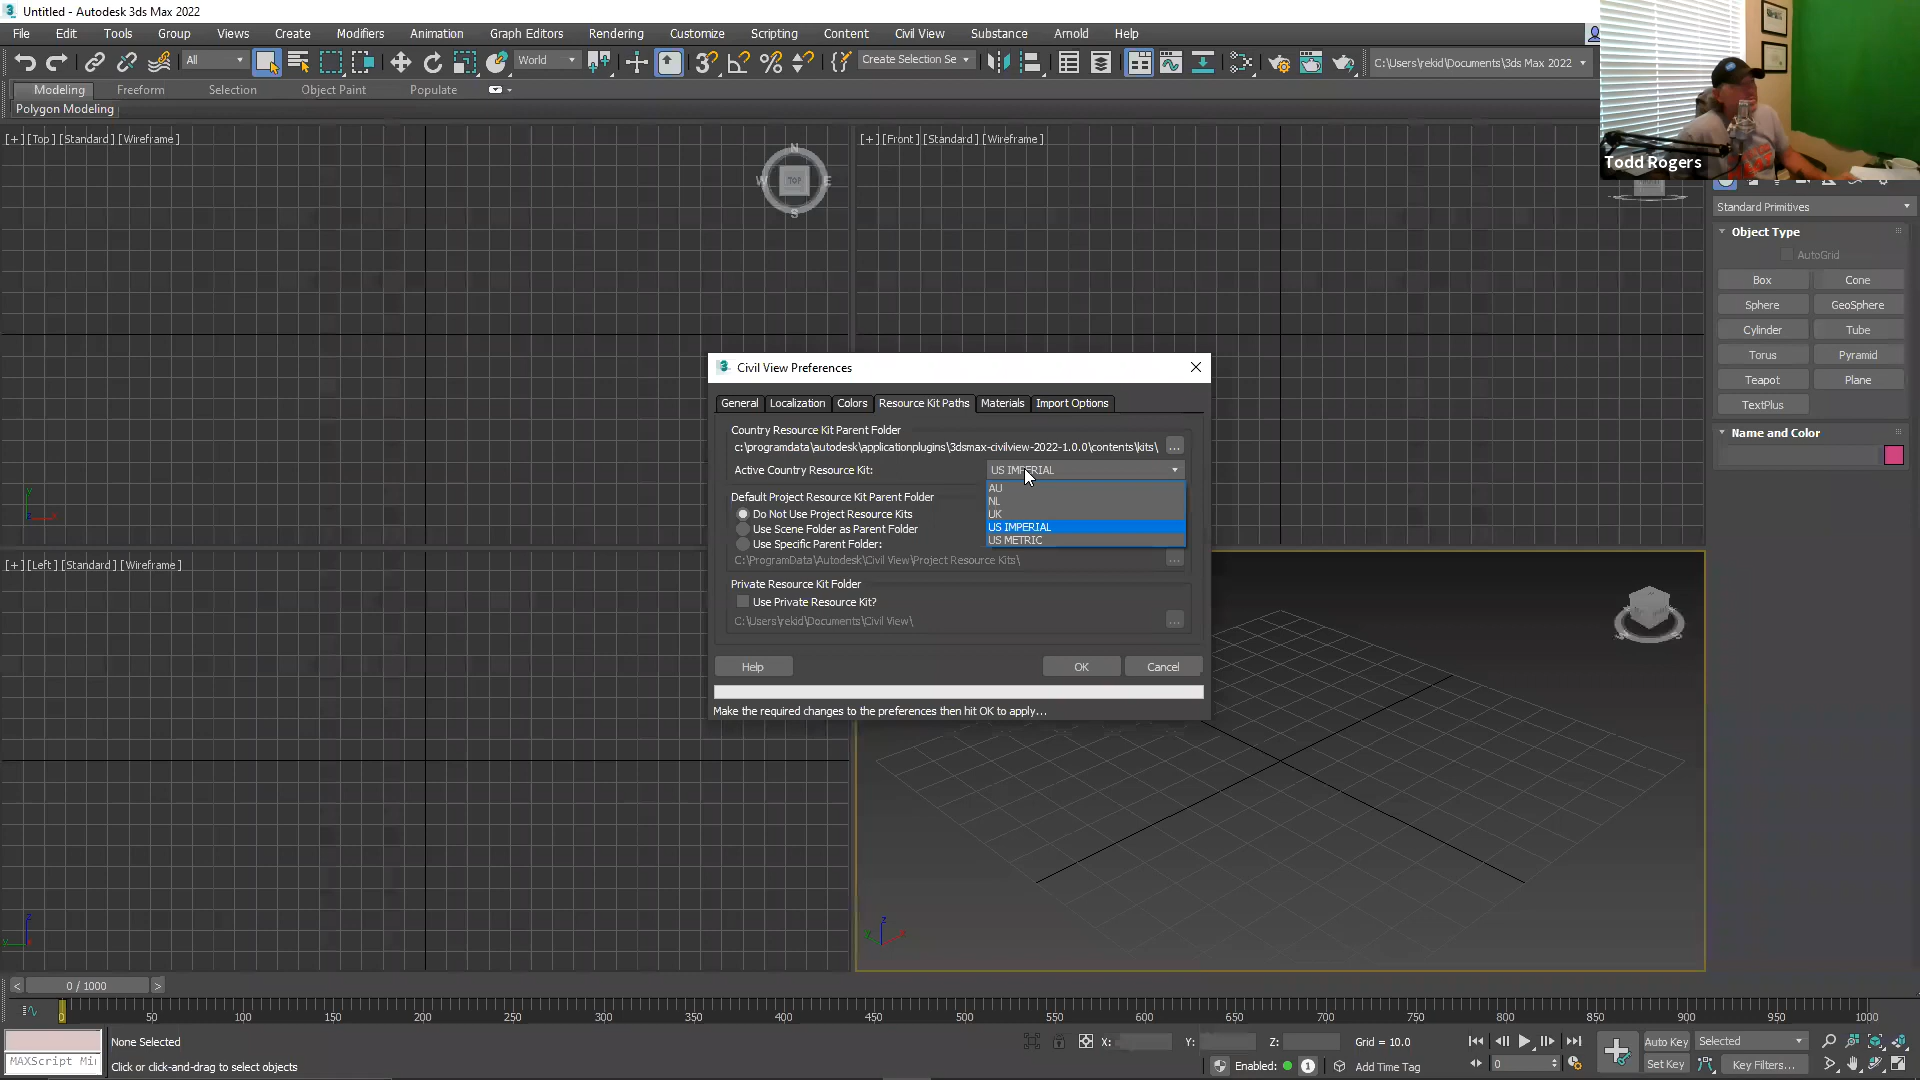 Untitled - Autodesk 3ds Max 2022
File Edit Tools Group Views Create Modifiers Animation Graph Editors Rendering Customize Scripting Content Civil View Substance Arnold Help
All World Create Selection Se C:\Users\rekid\Documents\3ds Max 2022
Modeling Freeform Selection Object Paint Populate
Polygon Modeling
Todd Rogers
[+] [Top] [Standard] [Wireframe]
[+] [Front] [Standard] [Wireframe]
N
W TOP E
S
Standard Primitives
Object Type
AutoGrid
Box Cone
Sphere GeoSphere
Cylinder Tube
Torus Pyramid
Teapot Plane
TextPlus
Name and Color
Civil View Preferences
General Localization Colors Resource Kit Paths Materials Import Options
Country Resource Kit Parent Folder
c:\programdata\autodesk\applicationplugins\3dsmax-civilview-2022-1.0.0\contents\kits\ ...
Active Country Resource Kit: US IMPERIAL
AU
NL
UK
US IMPERIAL
US METRIC
Default Project Resource Kit Parent Folder
Do Not Use Project Resource Kits
Use Scene Folder as Parent Folder
Use Specific Parent Folder:
C:\ProgramData\Autodesk\Civil View\Project Resource Kits\ ...
Private Resource Kit Folder
Use Private Resource Kit?
C:\Users\rekid\Documents\Civil View\ ...
Help OK Cancel
Make the required changes to the preferences then hit OK to apply...
[+] [Left] [Standard] [Wireframe]
< 0 / 1000 >
0 50 100 150 200 250 300 350 400 450 500 550 600 650 700 750 800 850 900 950 1000
None Selected
MAXScript Mi
Click or click-and-drag to select objects
X: Y: Z: Grid = 10.0
Enabled: 1 Add Time Tag
0
Auto Key Selected
Set Key Key Filters...